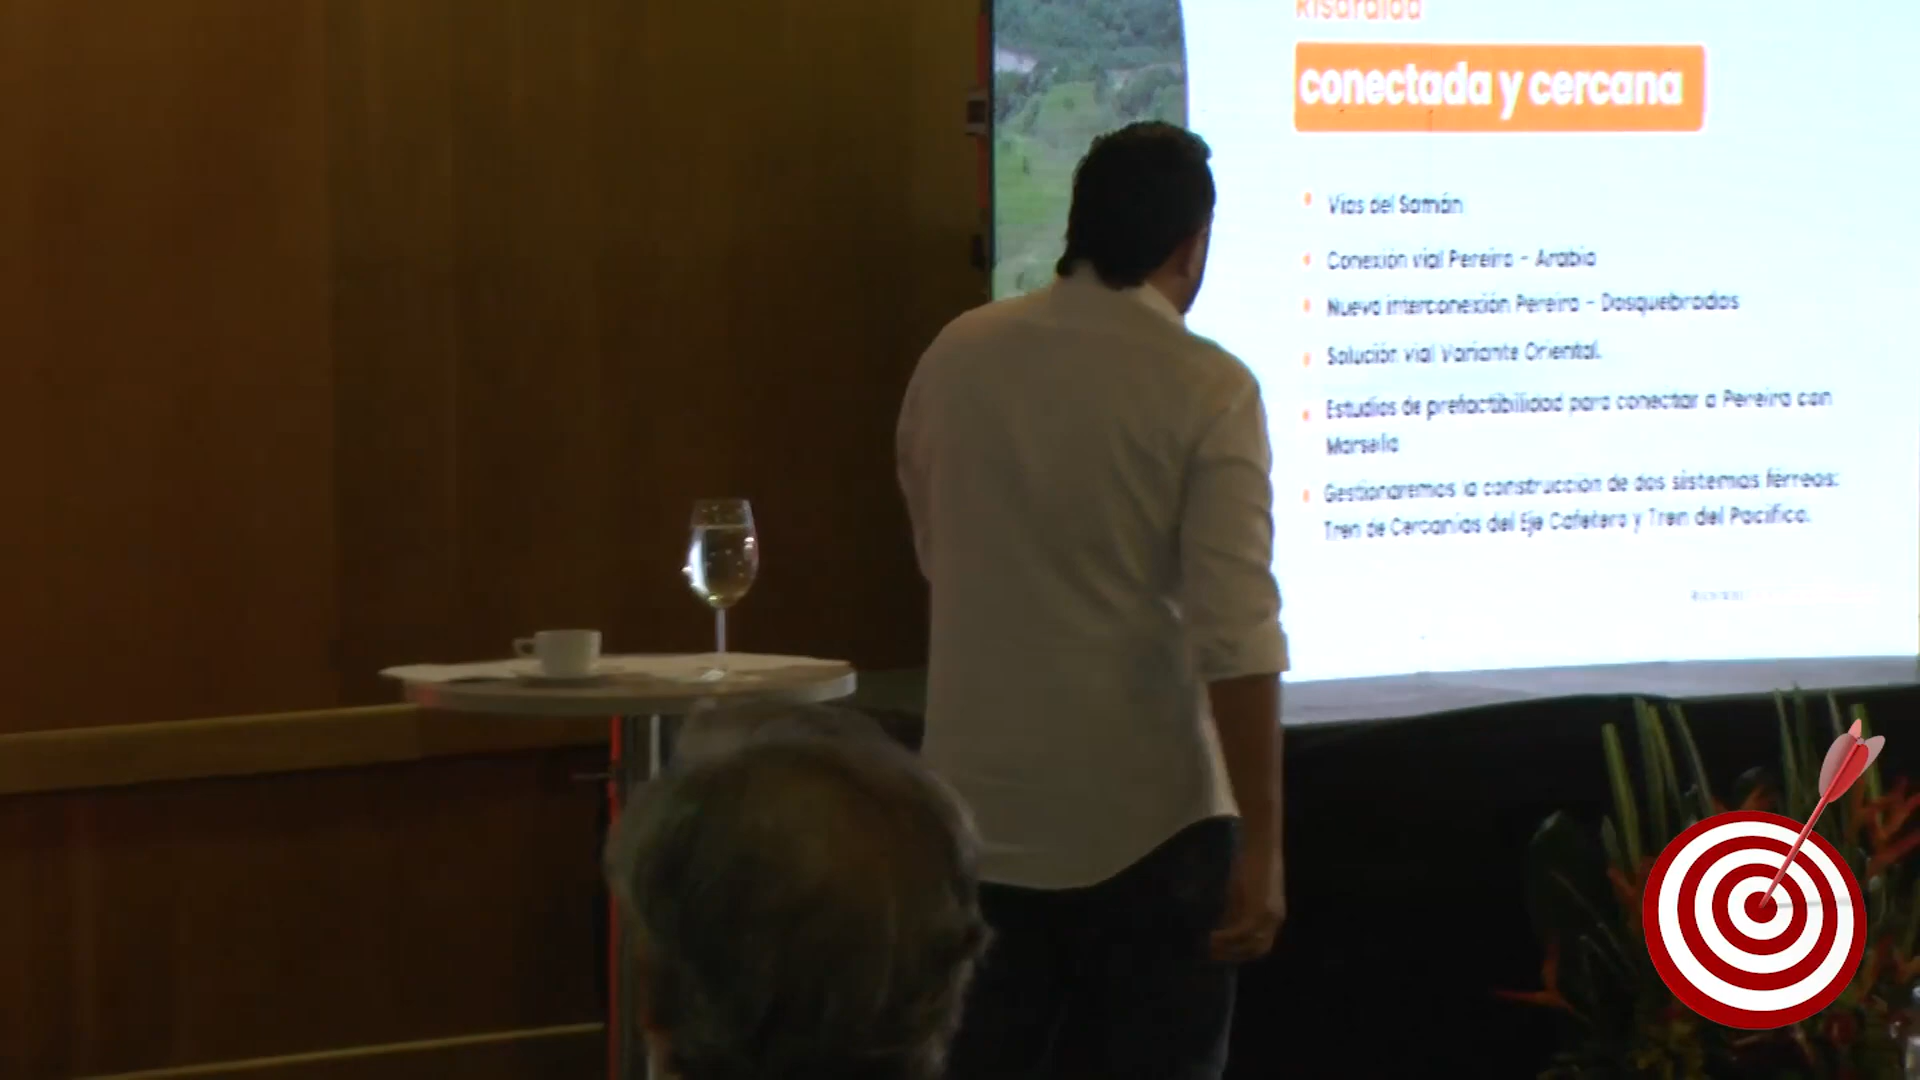 Risaralda
conectada y cercana
Vías del Samán
Conexión vial Pereira - Arabia
Nueva interconexión Pereira - Dosquebradas
Solución vial Variante Oriental.
Estudios de prefactibilidad para conectar a Pereira con
Marsella
Gestionaremos la construcción de dos sistemas férreos:
Tren de Cercanías del Eje Cafetero y Tren del Pacífico.